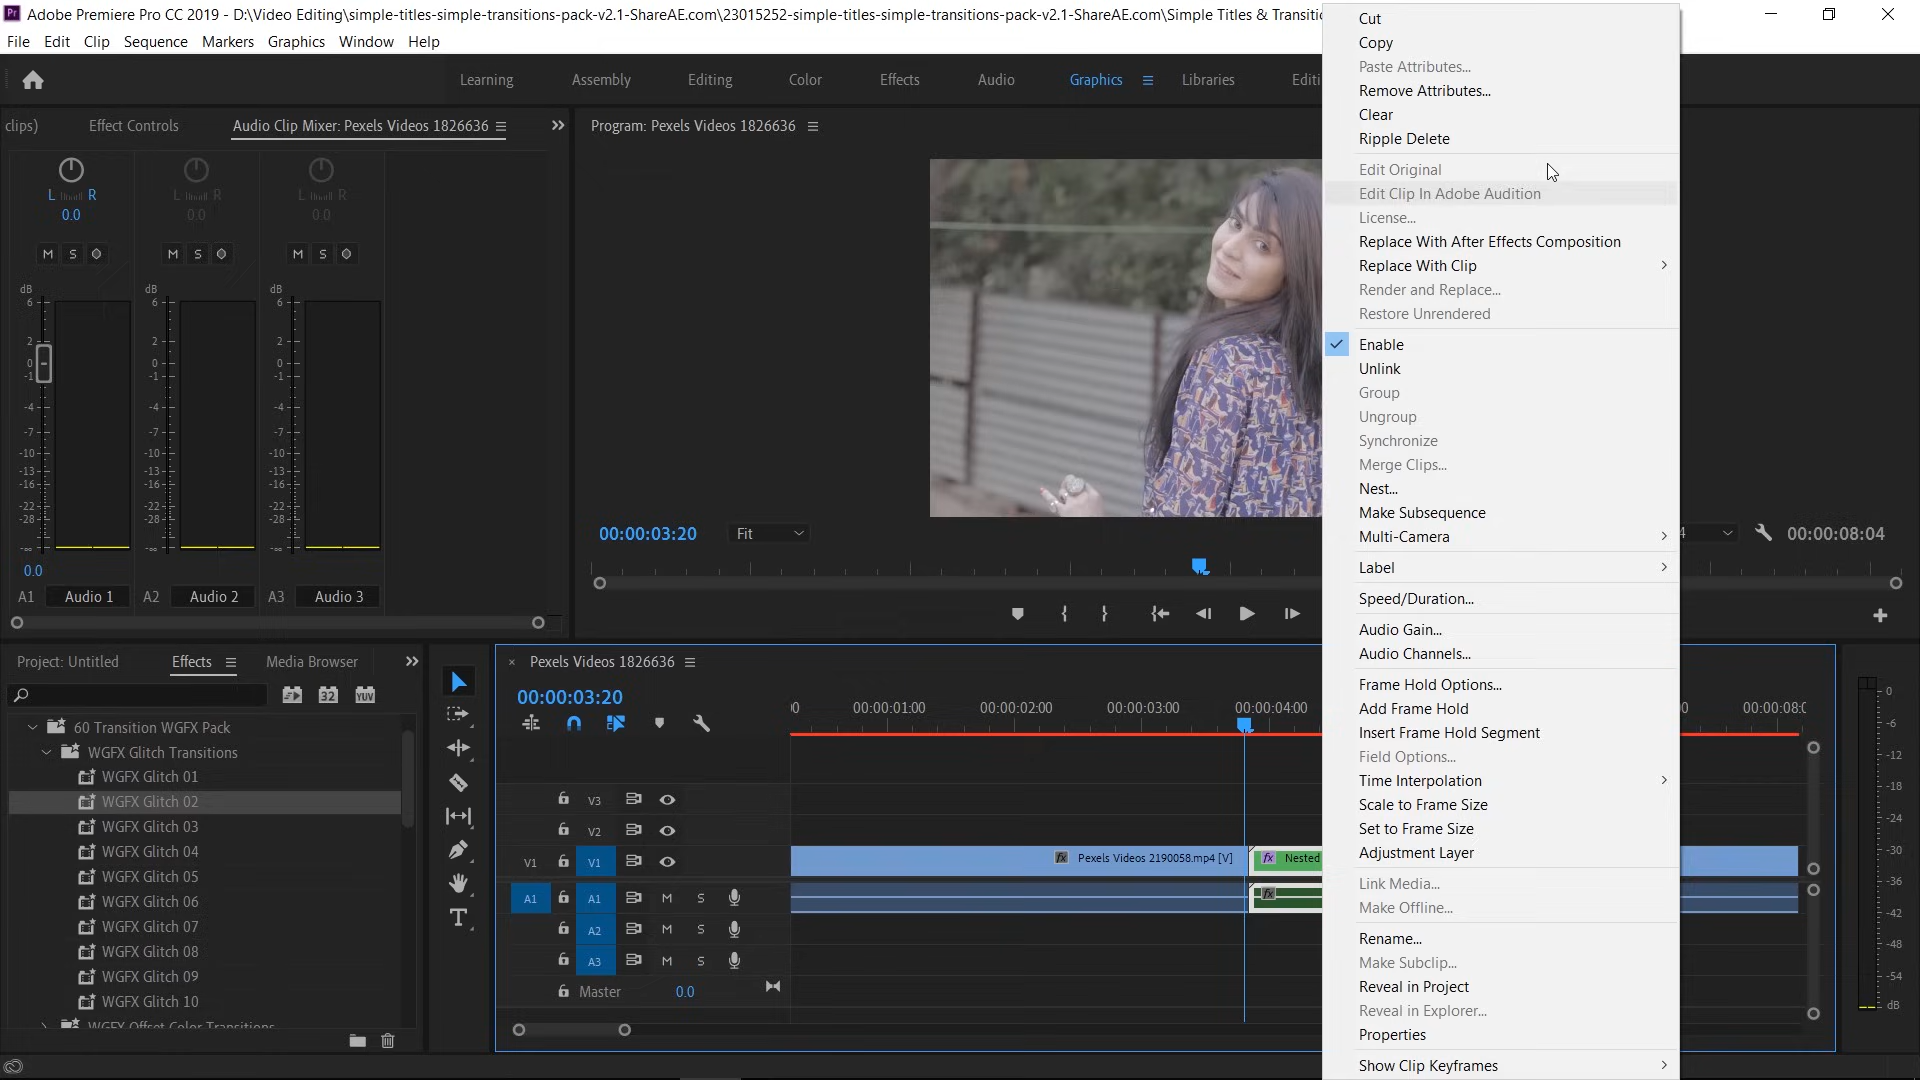 Adobe Premiere Pro CC 2019 - D:\Video Editing\simple-titles-simple-transitions-pack-v2.1-ShareAE.com\23015252-simple-titles-simple-transitions-pack-v2.1-ShareAE.com\Simple Titles & Transiti
File Edit Clip Sequence Markers Graphics Window Help
Learning Assembly Editing Color Effects Audio Graphics Libraries Editi
clips) Effect Controls Audio Clip Mixer: Pexels Videos 1826636
Program: Pexels Videos 1826636
L R L R L R
0.0 0.0 0.0
M S M S M S
dB dB dB
6 6 6
2 2 2
0 0 0
-1 -1 -1
-4 -4 -4
-7 -7 -7
-10 -10 -10
-13 -13 -13
-16 -16 -16
-22 -22 -22
-28 -28 -28
-∞ -∞ -∞
0.0
A1 Audio 1 A2 Audio 2 A3 Audio 3
00:00:03:20 Fit
4 00:00:08:04
Project: Untitled Effects Media Browser
32 YUV
60 Transition WGFX Pack
WGFX Glitch Transitions
WGFX Glitch 01
WGFX Glitch 02
WGFX Glitch 03
WGFX Glitch 04
WGFX Glitch 05
WGFX Glitch 06
WGFX Glitch 07
WGFX Glitch 08
WGFX Glitch 09
WGFX Glitch 10
WGFX Offset Color Transitions
Pexels Videos 1826636
00:00:03:20
00 00:00:01:00 00:00:02:00 00:00:03:00 00:00:04:00 00 00:00:08:0
V3
V2
V1 V1 fx Pexels Videos 2190058.mp4 [V] fx Nested
A1 A1 M S fx
A2 M S
A3 M S
Master 0.0
0
-6
-12
-18
-24
-30
-36
-42
-48
-54
dB
Cut
Copy
Paste Attributes...
Remove Attributes...
Clear
Ripple Delete
Edit Original
Edit Clip In Adobe Audition
License...
Replace With After Effects Composition
Replace With Clip
Render and Replace...
Restore Unrendered
Enable
Unlink
Group
Ungroup
Synchronize
Merge Clips...
Nest...
Make Subsequence
Multi-Camera
Label
Speed/Duration...
Audio Gain...
Audio Channels...
Frame Hold Options...
Add Frame Hold
Insert Frame Hold Segment
Field Options...
Time Interpolation
Scale to Frame Size
Set to Frame Size
Adjustment Layer
Link Media...
Make Offline...
Rename...
Make Subclip...
Reveal in Project
Reveal in Explorer...
Properties
Show Clip Keyframes